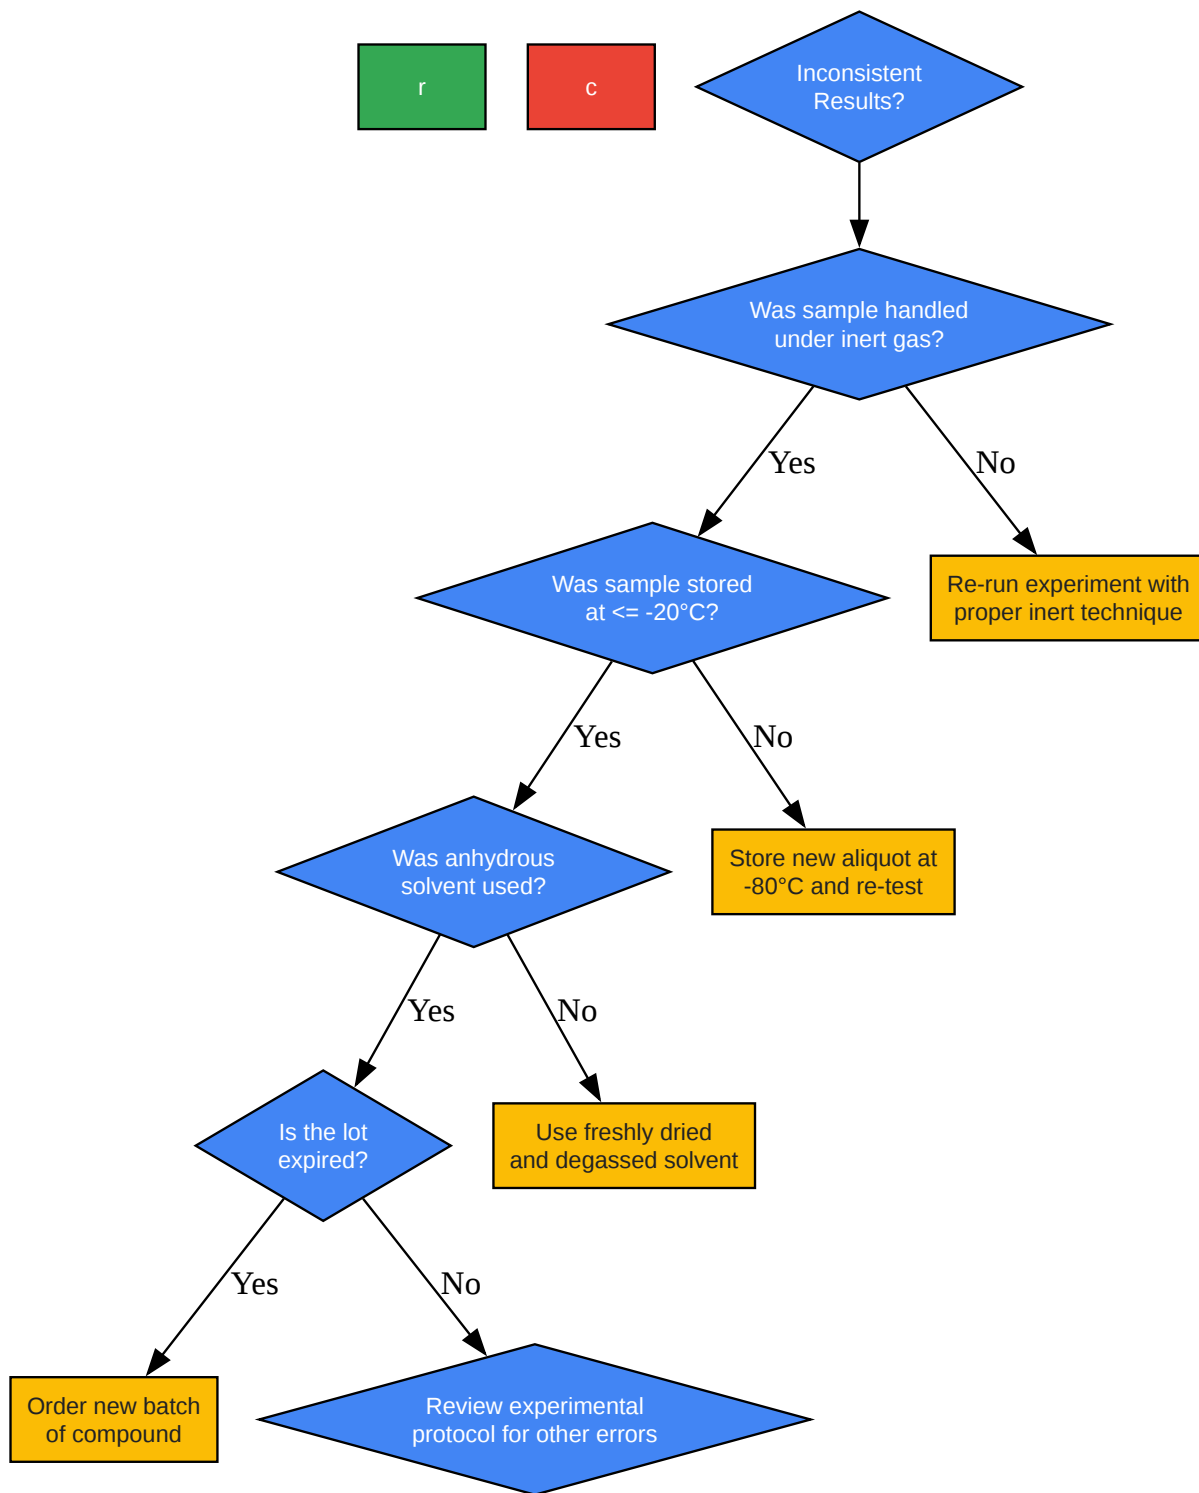 r
c
Inconsistent
Results?
Was sample handled
under inert gas?
Yes
No
Was sample stored
at <= -20°C?
Re-run experiment with
proper inert technique
Yes
No
Was anhydrous
solvent used?
Store new aliquot at
-80°C and re-test
Yes
No
Is the lot
expired?
Use freshly dried
and degassed solvent
Yes
No
Order new batch
of compound
Review experimental
protocol for other errors